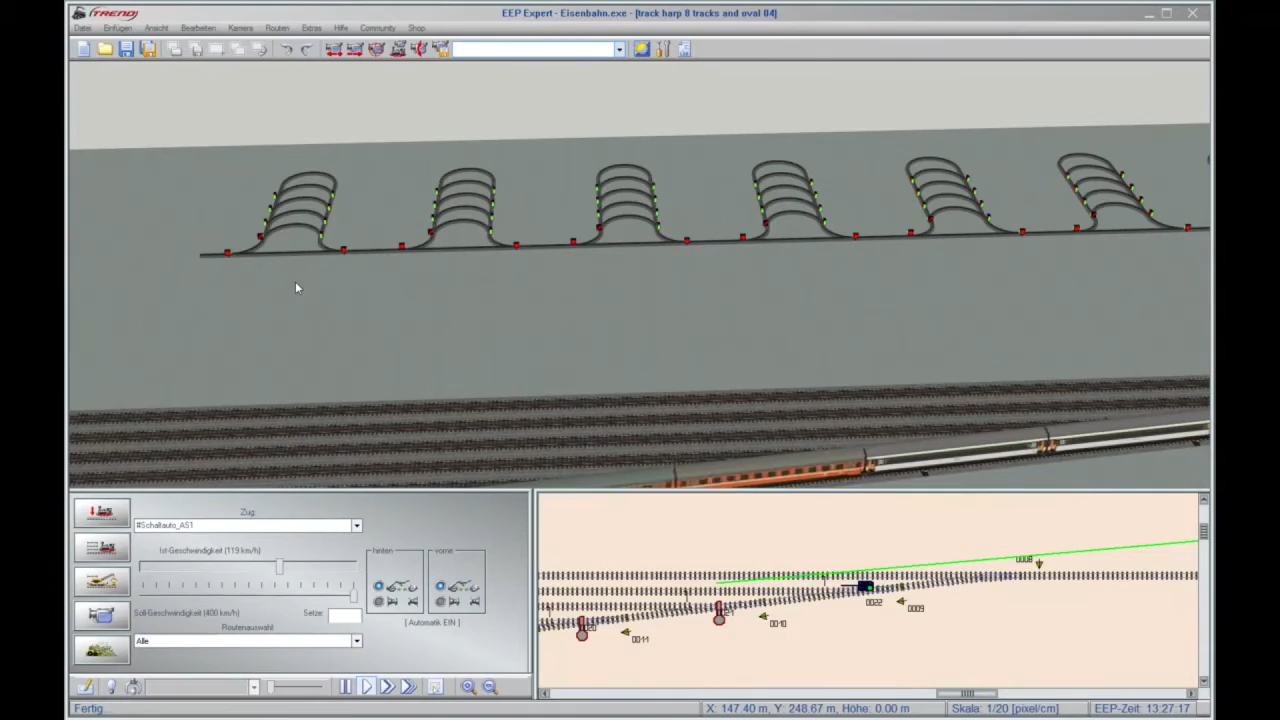 TREND
EEP Expert - Eisenbahn.exe - [track harp 8 tracks and oval 04]
Datei Einfügen Ansicht Bearbeiten Kamera Routen Extras Hilfe Community Shop
Zug:
#Schaltauto_AS1
Ist-Geschwindigkeit (119 km/h)
hinten
vorne
Soll-Geschwindigkeit (400 km/h)
Setze:
[ Automatik EIN ]
Routenauswahl
Alle
0008
0022
0009
0010
0011
Fertig...
X: 147.40 m, Y: 248.67 m, Höhe: 0.00 m
Skala: 1/20 [pixel/cm]
EEP-Zeit: 13:27:17